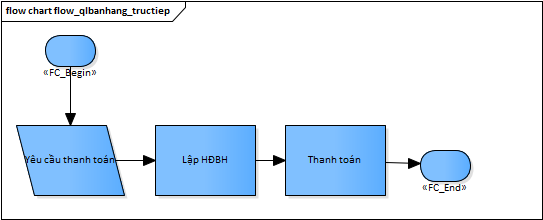 flow chart flow_qlbanhang_tructiep
«FC_Begin»
Yêu cầu thanh toán
Lập HĐBH
Thanh toán
«FC_End»